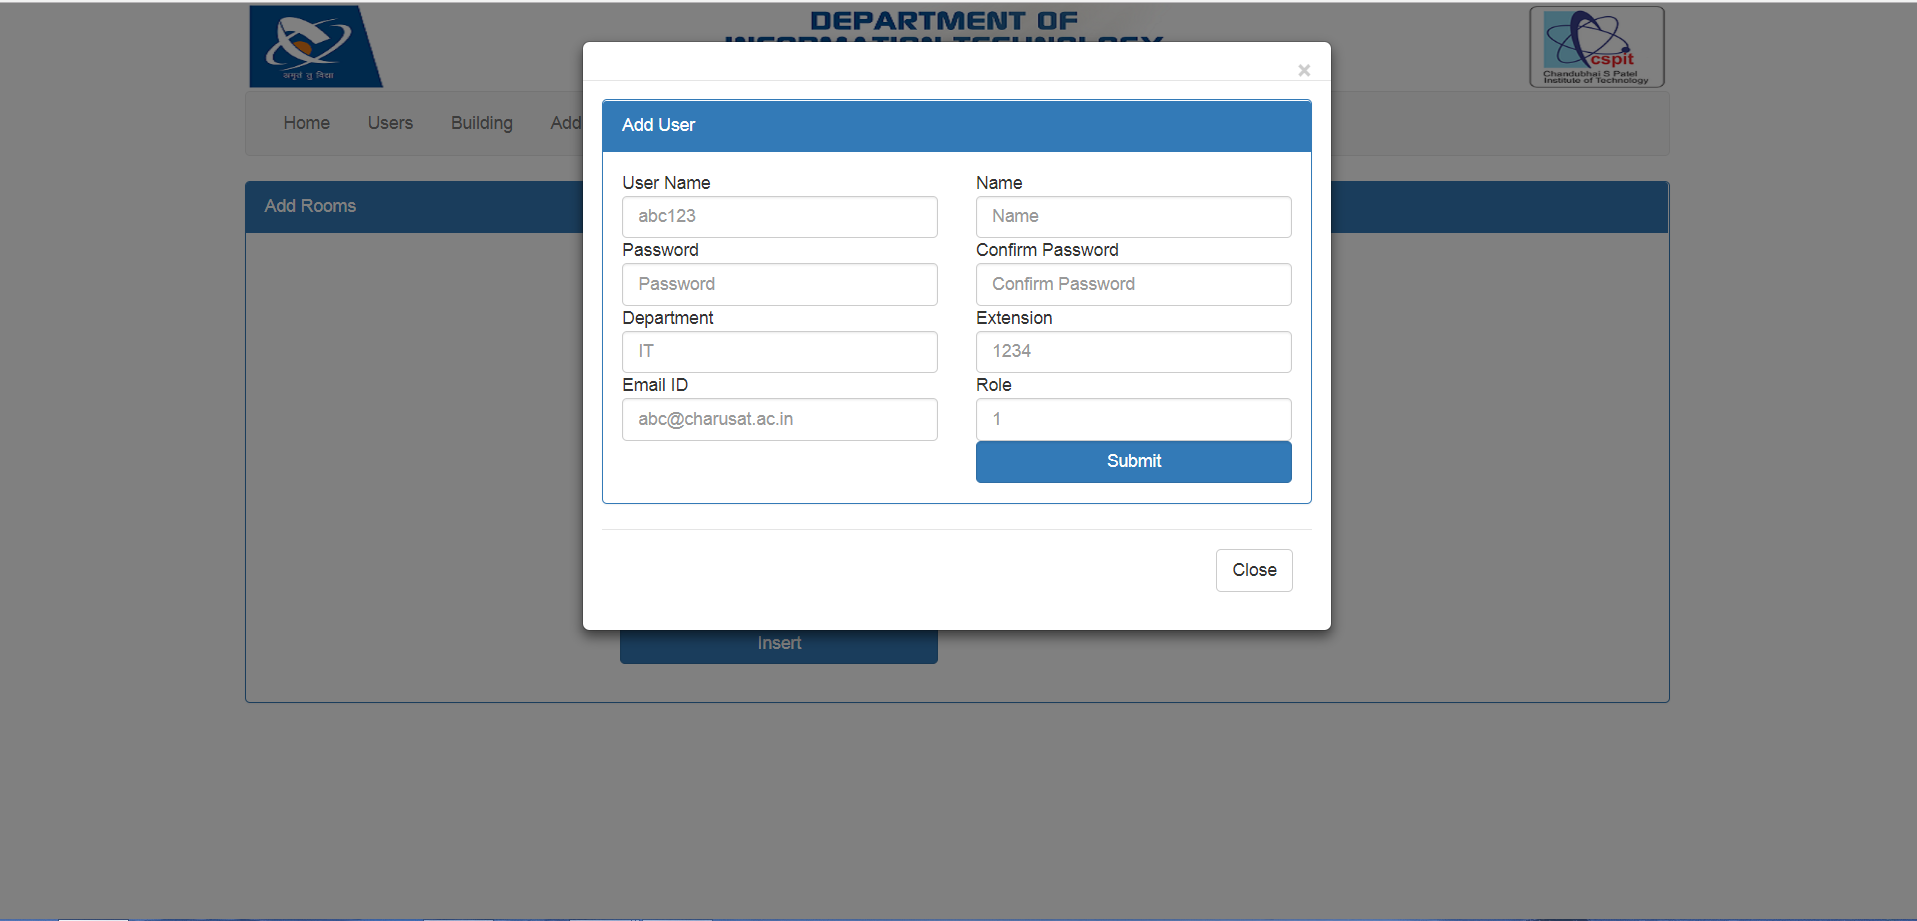 DEPARTMENT OF
INFORMATION TECHNOLOGY
अमृतं तु विद्या
cspit
Chandubhai S Patel
Institute of Technology
×
Home Users Building Add
Add User
Add Rooms
User Name Name
abc123 Name
Password Confirm Password
Password Confirm Password
Department Extension
IT 1234
Email ID Role
abc@charusat.ac.in 1
Submit
Close
Insert